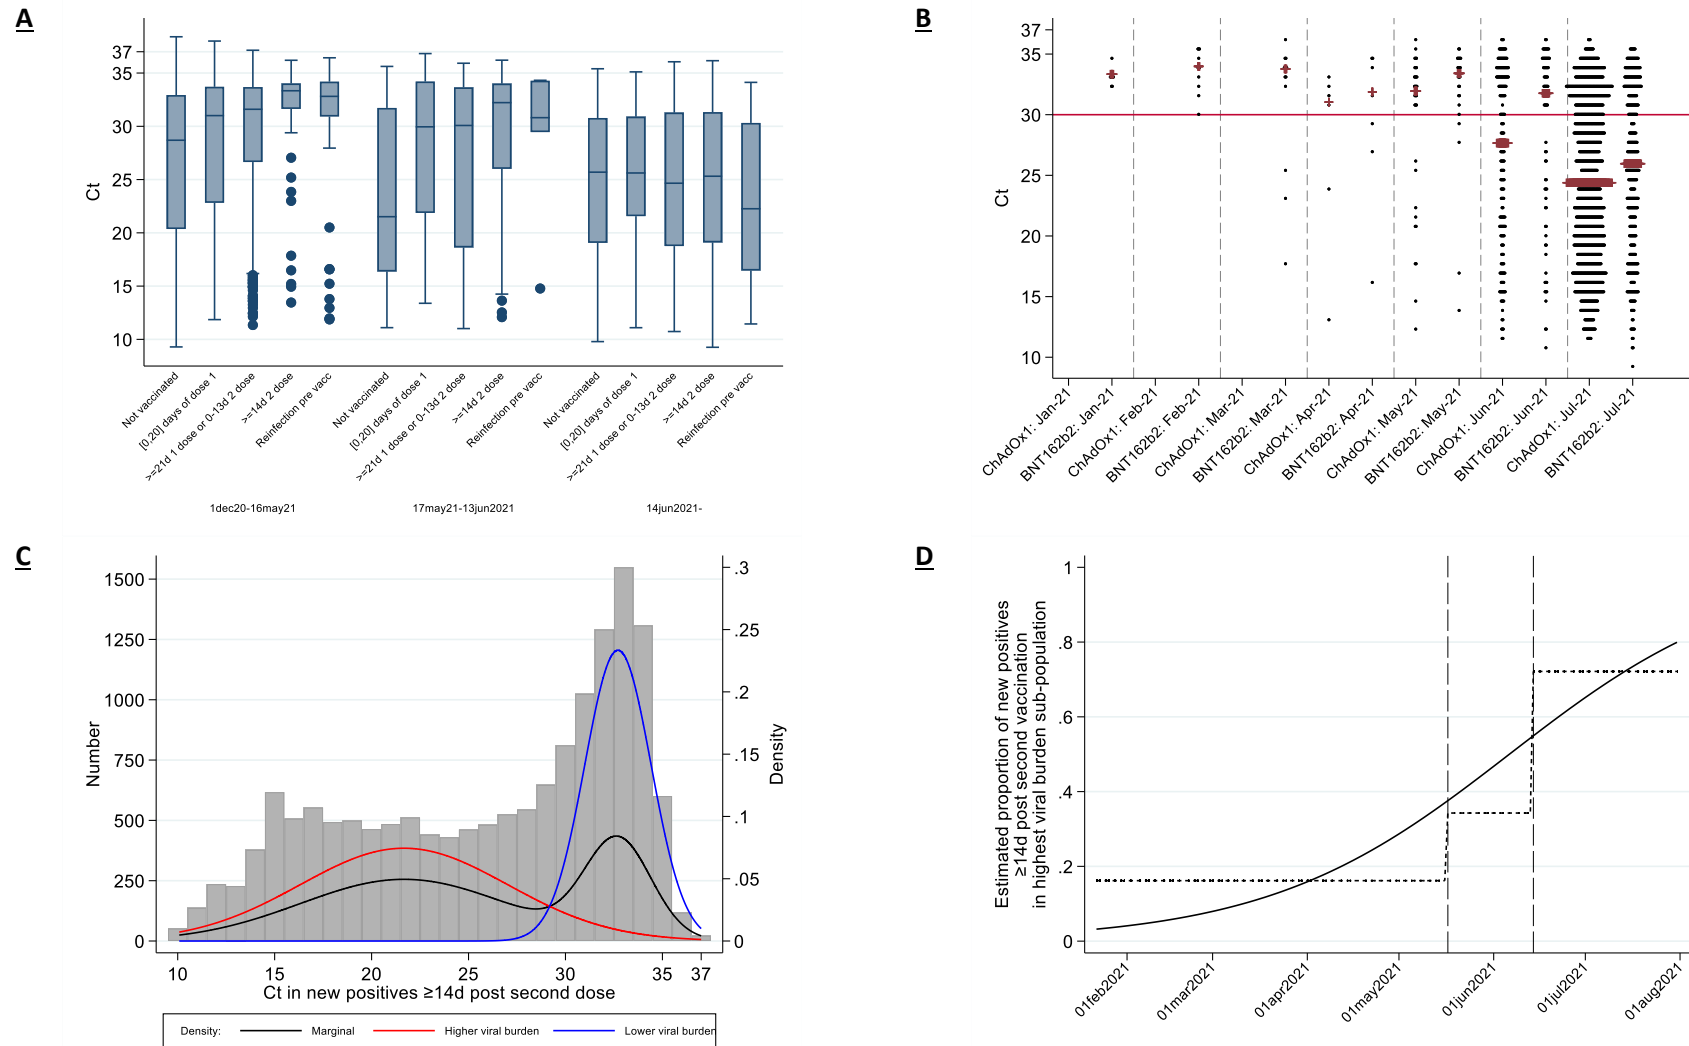 A
37
35
30
25
20
15
10
Ct
Not vaccinated
[0,20] days of dose 1
>=21d 1 dose or 0-13d 2 dose
>=14d 2 dose
Reinfection pre vacc
Not vaccinated
[0,20] days of dose 1
>=21d 1 dose or 0-13d 2 dose
>=14d 2 dose
Reinfection pre vacc
Not vaccinated
[0,20] days of dose 1
>=21d 1 dose or 0-13d 2 dose
>=14d 2 dose
Reinfection pre vacc
1dec20-16may21
17may21-13jun2021
14jun2021-
B
37
35
30
25
20
15
10
Ct
ChAdOx1: Jan-21
BNT162b2: Jan-21
ChAdOx1: Feb-21
BNT162b2: Feb-21
ChAdOx1: Mar-21
BNT162b2: Mar-21
ChAdOx1: Apr-21
BNT162b2: Apr-21
ChAdOx1: May-21
BNT162b2: May-21
ChAdOx1: Jun-21
BNT162b2: Jun-21
ChAdOx1: Jul-21
BNT162b2: Jul-21
C
1500
1250
1000
750
500
250
0
Number
.3
.25
.2
.15
.1
.05
0
Density
10
15
20
25
30
35
37
Ct in new positives ≥14d post second dose
Density:
Marginal
Higher viral burden
Lower viral burden
D
1
.8
.6
.4
.2
0
Estimated proportion of new positives
≥14d post second vaccination
in highest viral burden sub-population
01feb2021
01mar2021
01apr2021
01may2021
01jun2021
01jul2021
01aug2021